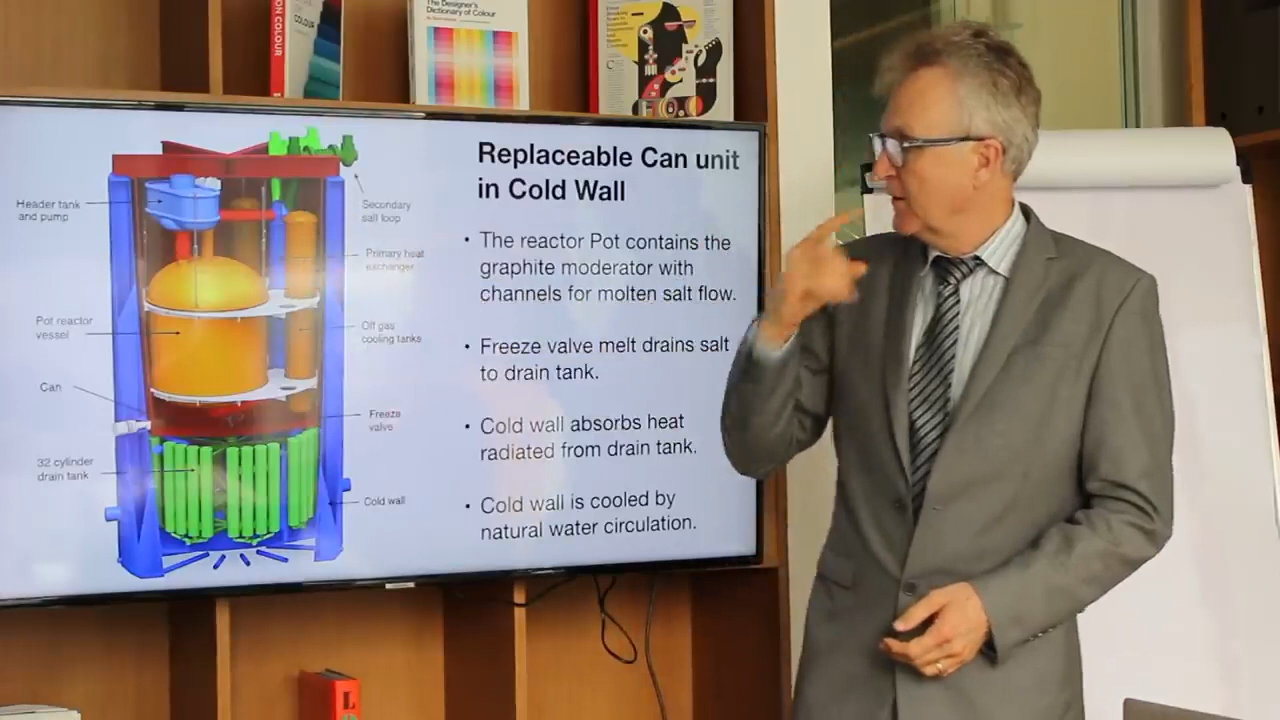 ON COLOUR
COLOUR
The Designer's
Dictionary of Colour
Replaceable Can unit
in Cold Wall
• The reactor Pot contains the
graphite moderator with
channels for molten salt flow.
• Freeze valve melt drains salt
to drain tank.
• Cold wall absorbs heat
radiated from drain tank.
• Cold wall is cooled by
natural water circulation.
Header tank
and pump
Pot reactor
vessel
Can
32 cylinder
drain tank
Secondary
salt loop
Primary heat
exchanger
Off gas
cooling tanks
Freeze
valve
Cold wall
L